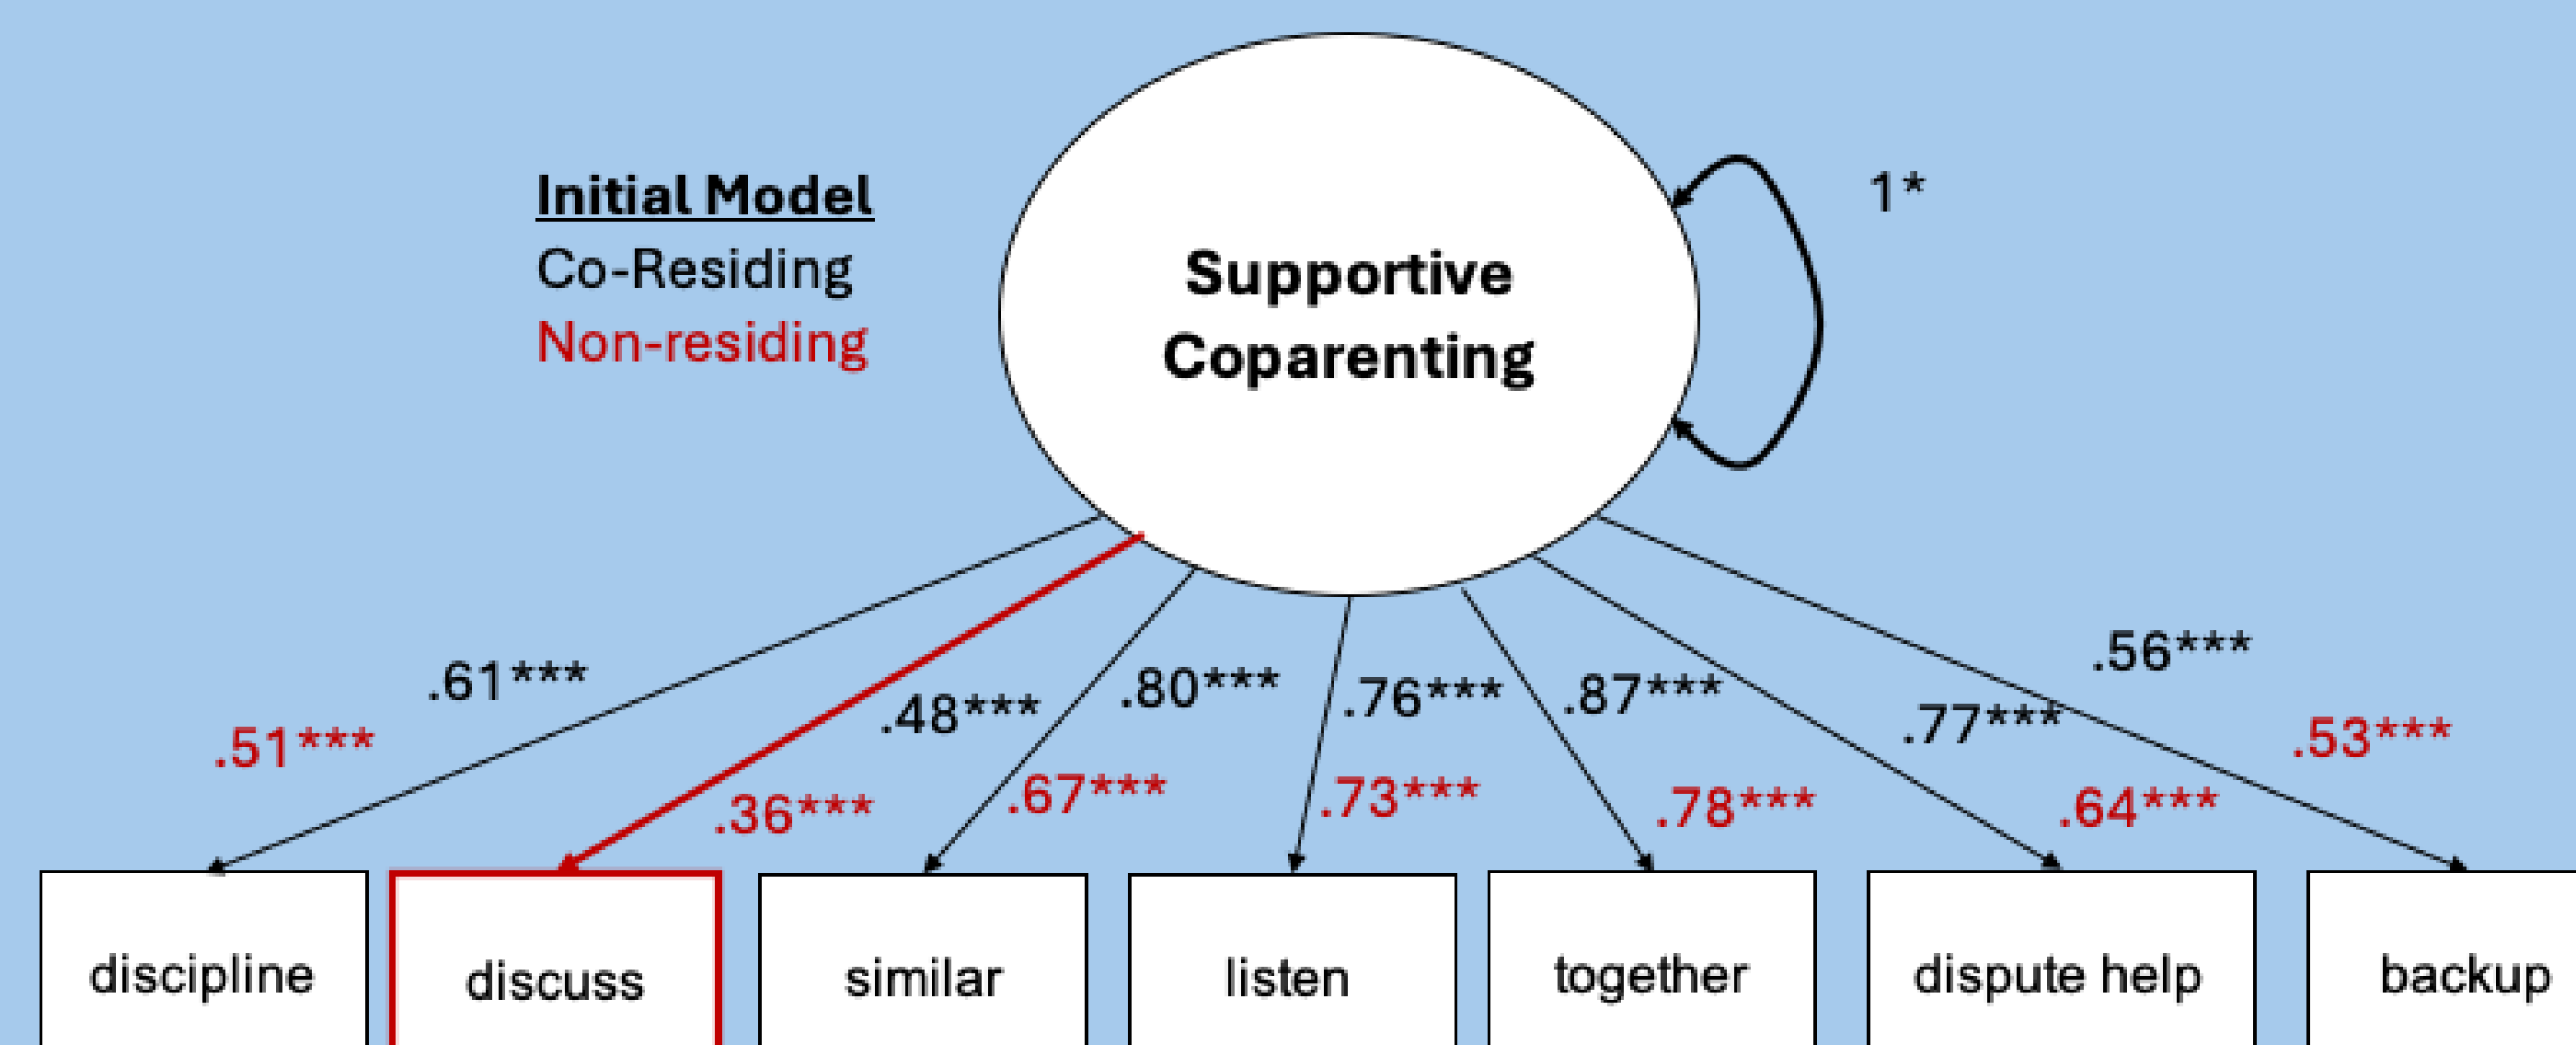 Initial Model
Co-Residing
Non-residing
Supportive
Coparenting
1*
.61***
.51***
.48***
.36***
.80***
.67***
.76***
.73***
.87***
.78***
.77***
.64***
.56***
.53***
discipline
discuss
similar
listen
together
dispute help
backup